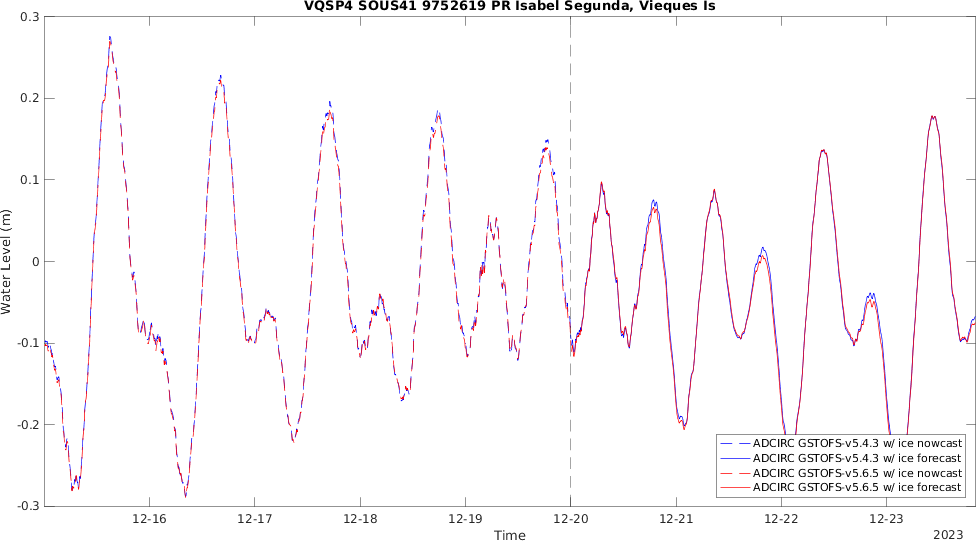 VQSP4 SOUS41 9752619 PR Isabel Segunda, Vieques Is
0.3
0.2
0.1
0
-0.1
-0.2
-0.3
Water Level (m)
ADCIRC GSTOFS-v5.4.3 w/ ice nowcast
ADCIRC GSTOFS-v5.4.3 w/ ice forecast
ADCIRC GSTOFS-v5.6.5 w/ ice nowcast
ADCIRC GSTOFS-v5.6.5 w/ ice forecast
12-16 12-17 12-18 12-19 12-20 12-21 12-22 12-23
Time
2023